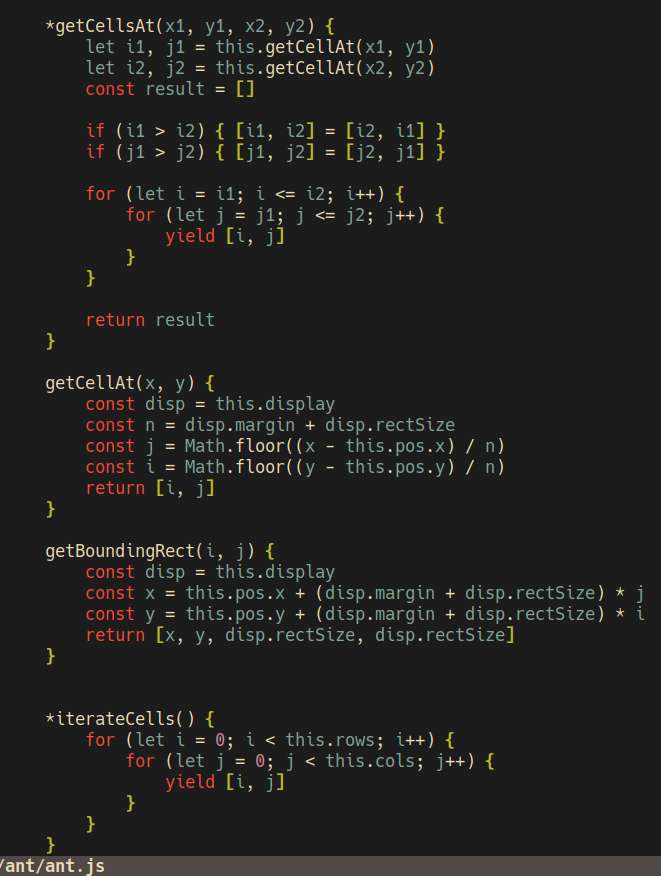 *getCellsAt(x1, y1, x2, y2) {
let i1, j1 = this.getCellAt(x1, y1)
let i2, j2 = this.getCellAt(x2, y2)
const result = []
if (i1 > i2) { [i1, i2] = [i2, i1] }
if (j1 > j2) { [j1, j2] = [j2, j1] }
for (let i = i1; i <= i2; i++) {
for (let j = j1; j <= j2; j++) {
yield [i, j]
}
}
return result
}
getCellAt(x, y) {
const disp = this.display
const n = disp.margin + disp.rectSize
const j = Math.floor((x - this.pos.x) / n)
const i = Math.floor((y - this.pos.y) / n)
return [i, j]
}
getBoundingRect(i, j) {
const disp = this.display
const x = this.pos.x + (disp.margin + disp.rectSize) * j
const y = this.pos.y + (disp.margin + disp.rectSize) * i
return [x, y, disp.rectSize, disp.rectSize]
}
*iterateCells() {
for (let i = 0; i < this.rows; i++) {
for (let j = 0; j < this.cols; j++) {
yield [i, j]
}
}
}
/ant/ant.js